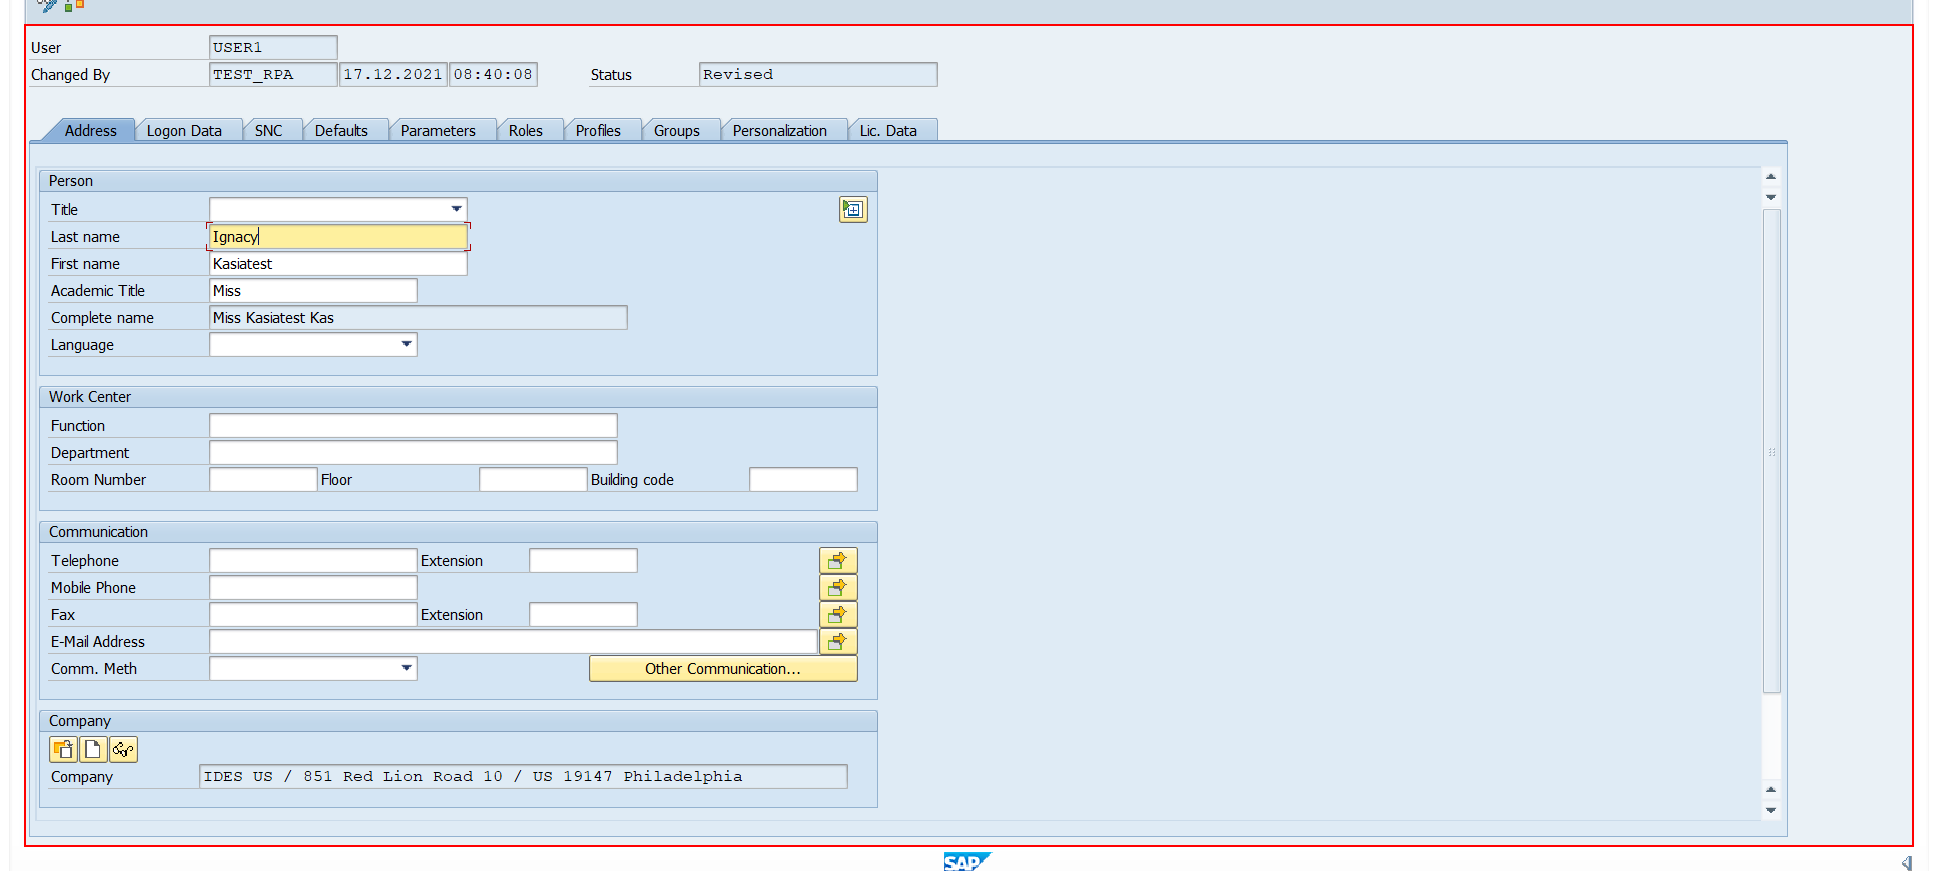 User USER1
Changed By TEST_RPA 17.12.2021 08:40:08 Status Revised
Address Logon Data SNC Defaults Parameters Roles Profiles Groups Personalization Lic. Data
Person
Title
Last name Ignacy
First name Kasiatest
Academic Title Miss
Complete name Miss Kasiatest Kas
Language
Work Center
Function
Department
Room Number Floor Building code
Communication
Telephone Extension
Mobile Phone
Fax Extension
E-Mail Address
Comm. Meth Other Communication...
Company
Company IDES US / 851 Red Lion Road 10 / US 19147 Philadelphia
SAP